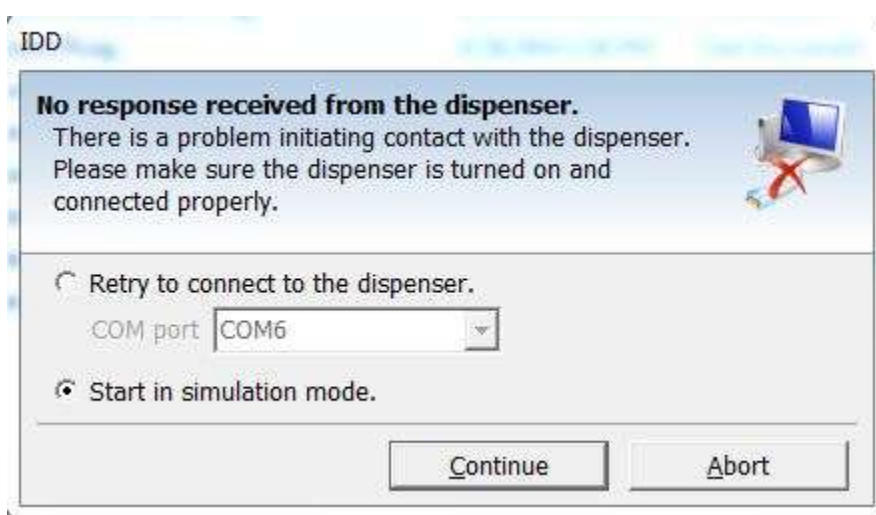 IDD
No response received from the dispenser.
There is a problem initiating contact with the dispenser.
Please make sure the dispenser is turned on and
connected properly.
Retry to connect to the dispenser.
COM port COM6
Start in simulation mode.
Continue Abort